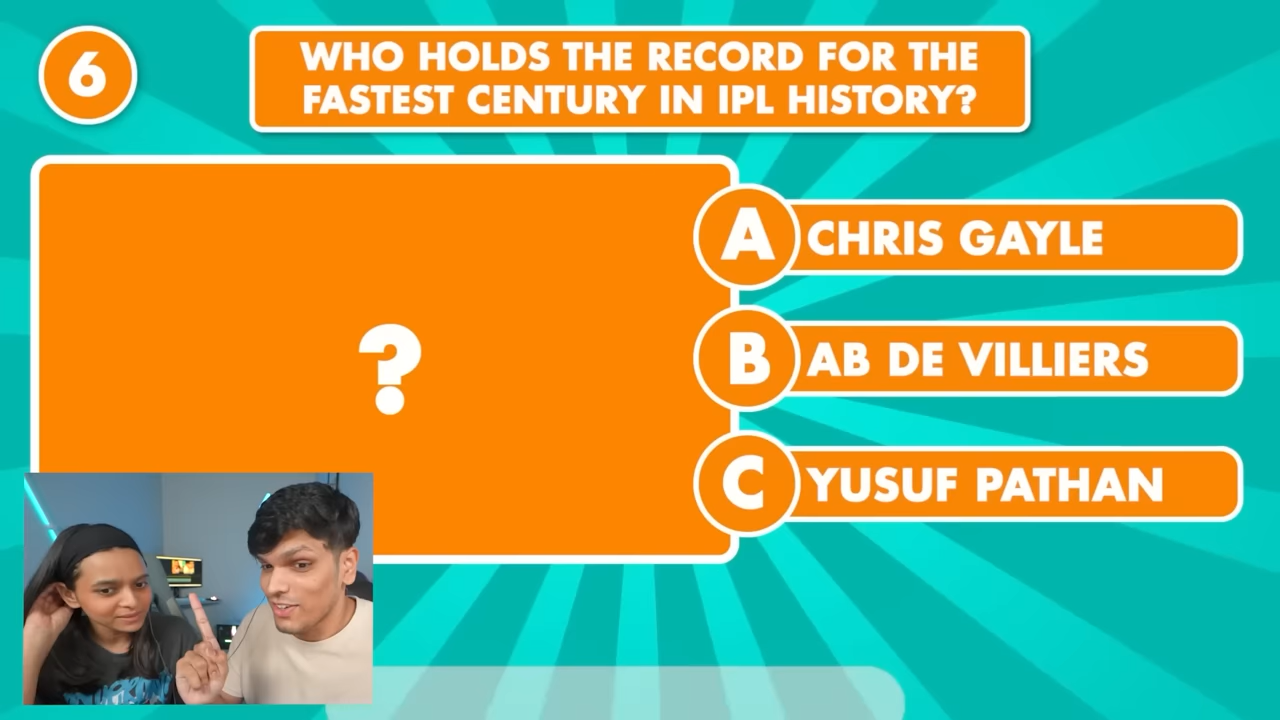 6
WHO HOLDS THE RECORD FOR THE
FASTEST CENTURY IN IPL HISTORY?
?
A CHRIS GAYLE
B AB DE VILLIERS
C YUSUF PATHAN